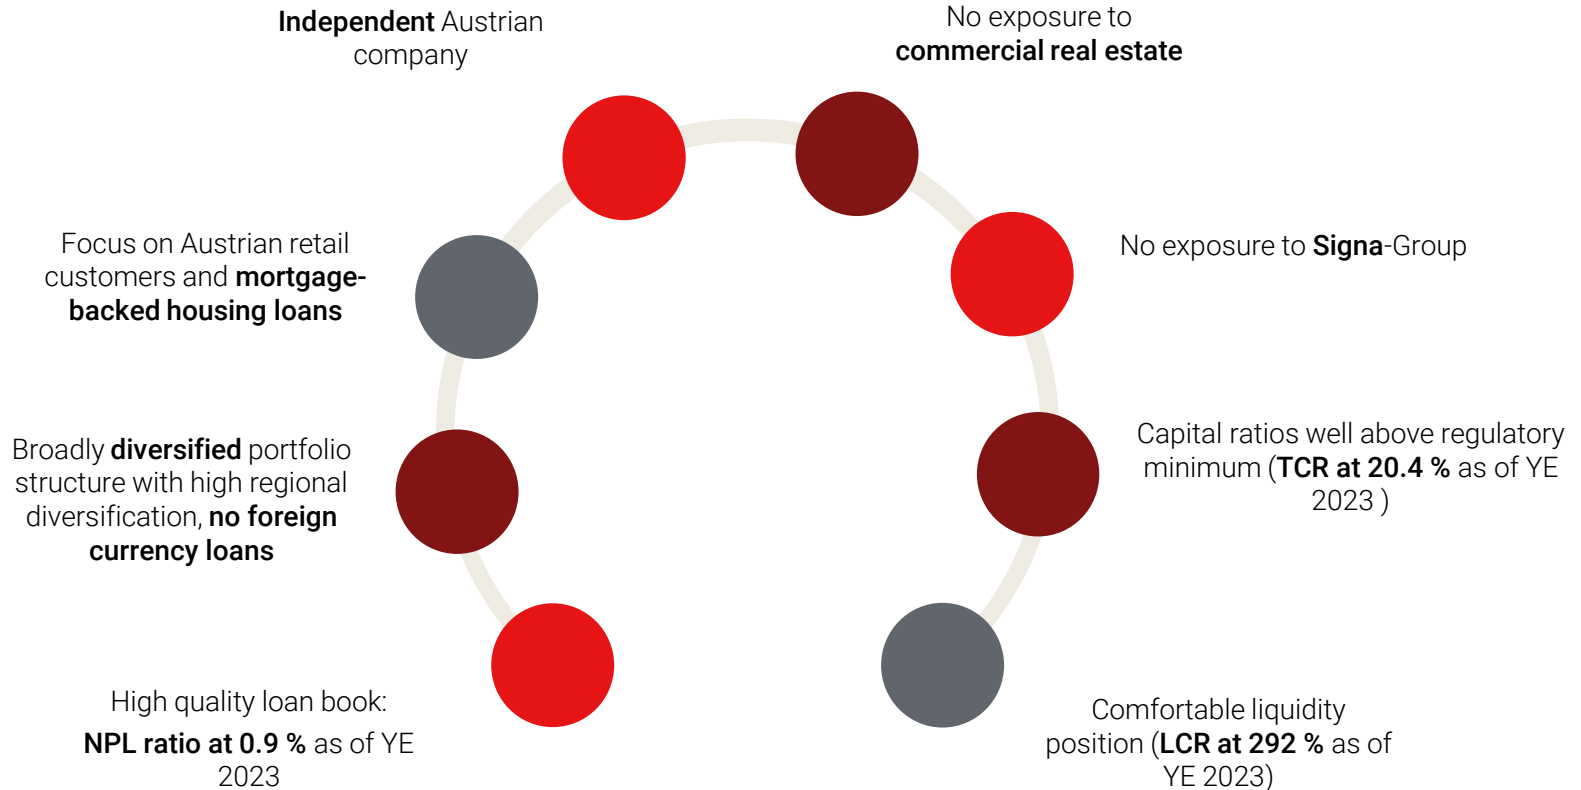 Independent Austrian
company
No exposure to
commercial real estate
Focus on Austrian retail
customers and mortgage-
backed housing loans
No exposure to Signa-Group
Broadly diversified portfolio
structure with high regional
diversification, no foreign
currency loans
Capital ratios well above regulatory
minimum (TCR at 20.4 % as of YE
2023 )
High quality loan book:
NPL ratio at 0.9 % as of YE
2023
Comfortable liquidity
position (LCR at 292 % as of
YE 2023)